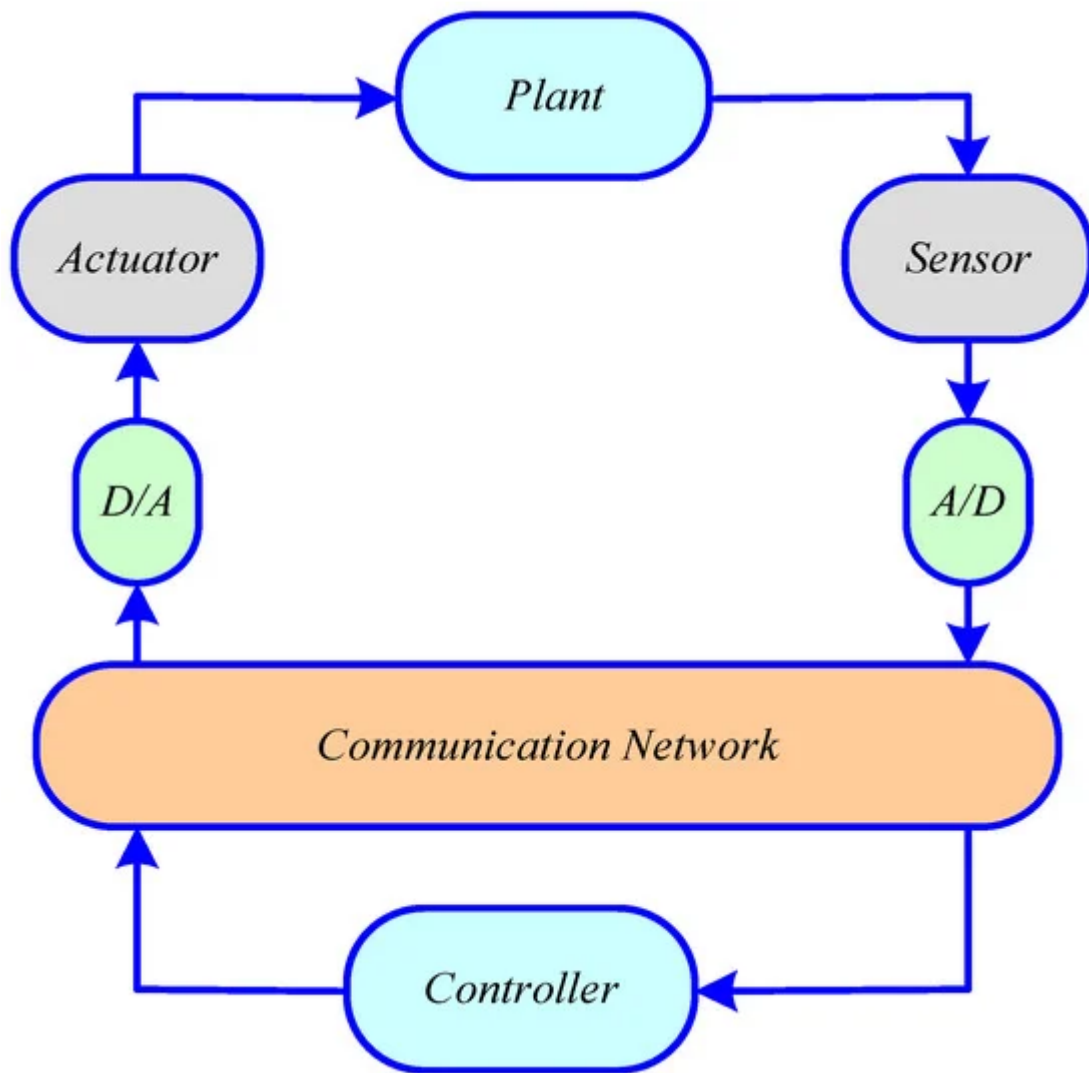 Plant
Actuator
Sensor
D/A
A/D
Communication Network
Controller